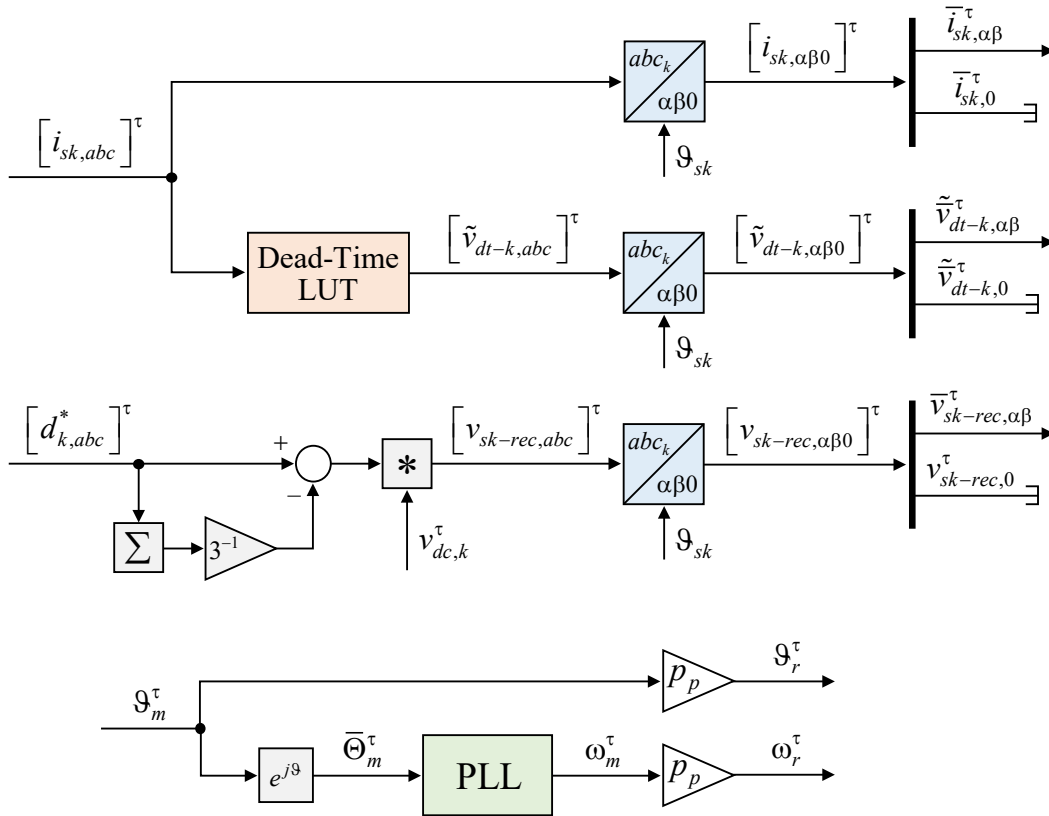 [i_{sk,abc}]^τ
abc_k
αβ0
ϑ_{sk}
[i_{sk,αβ0}]^τ
i̅^τ_{sk,αβ}
i̅^τ_{sk,0}
Dead-Time
LUT
[ṽ_{dt−k,abc}]^τ
abc_k
αβ0
ϑ_{sk}
[ṽ_{dt−k,αβ0}]^τ
ṽ̅^τ_{dt−k,αβ}
ṽ̅^τ_{dt−k,0}
[d^*_{k,abc}]^τ
Σ
3^{−1}
+
−
*
v^τ_{dc,k}
[v_{sk−rec,abc}]^τ
abc_k
αβ0
ϑ_{sk}
[v_{sk−rec,αβ0}]^τ
v̅^τ_{sk−rec,αβ}
v^τ_{sk−rec,0}
ϑ^τ_m
p_p
ϑ^τ_r
e^{jϑ}
Θ̅^τ_m
PLL
ω^τ_m
p_p
ω^τ_r